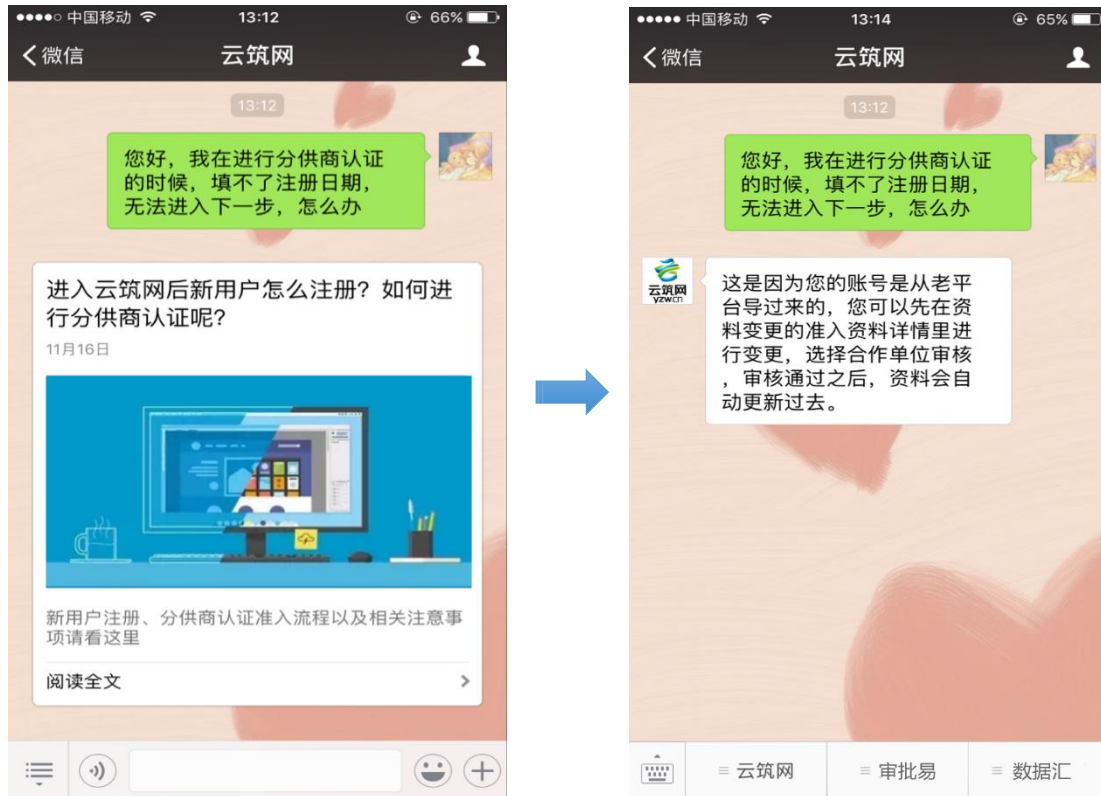 中国移动 13:12 66%
微信 云筑网
13:12
您好，我在进行分供商认证
的时候，填不了注册日期，
无法进入下一步，怎么办
进入云筑网后新用户怎么注册？如何进
行分供商认证呢？
11月16日
新用户注册、分供商认证准入流程以及相关注意事
项请看这里
阅读全文
中国移动 13:14 65%
微信 云筑网
13:12
您好，我在进行分供商认证
的时候，填不了注册日期，
无法进入下一步，怎么办
云筑网
yzw.cn
这是因为您的账号是从老平
台导过来的，您可以先在资
料变更的准入资料详情里进
行变更，选择合作单位审核
，审核通过之后，资料会自
动更新过去。
云筑网 审批易 数据汇